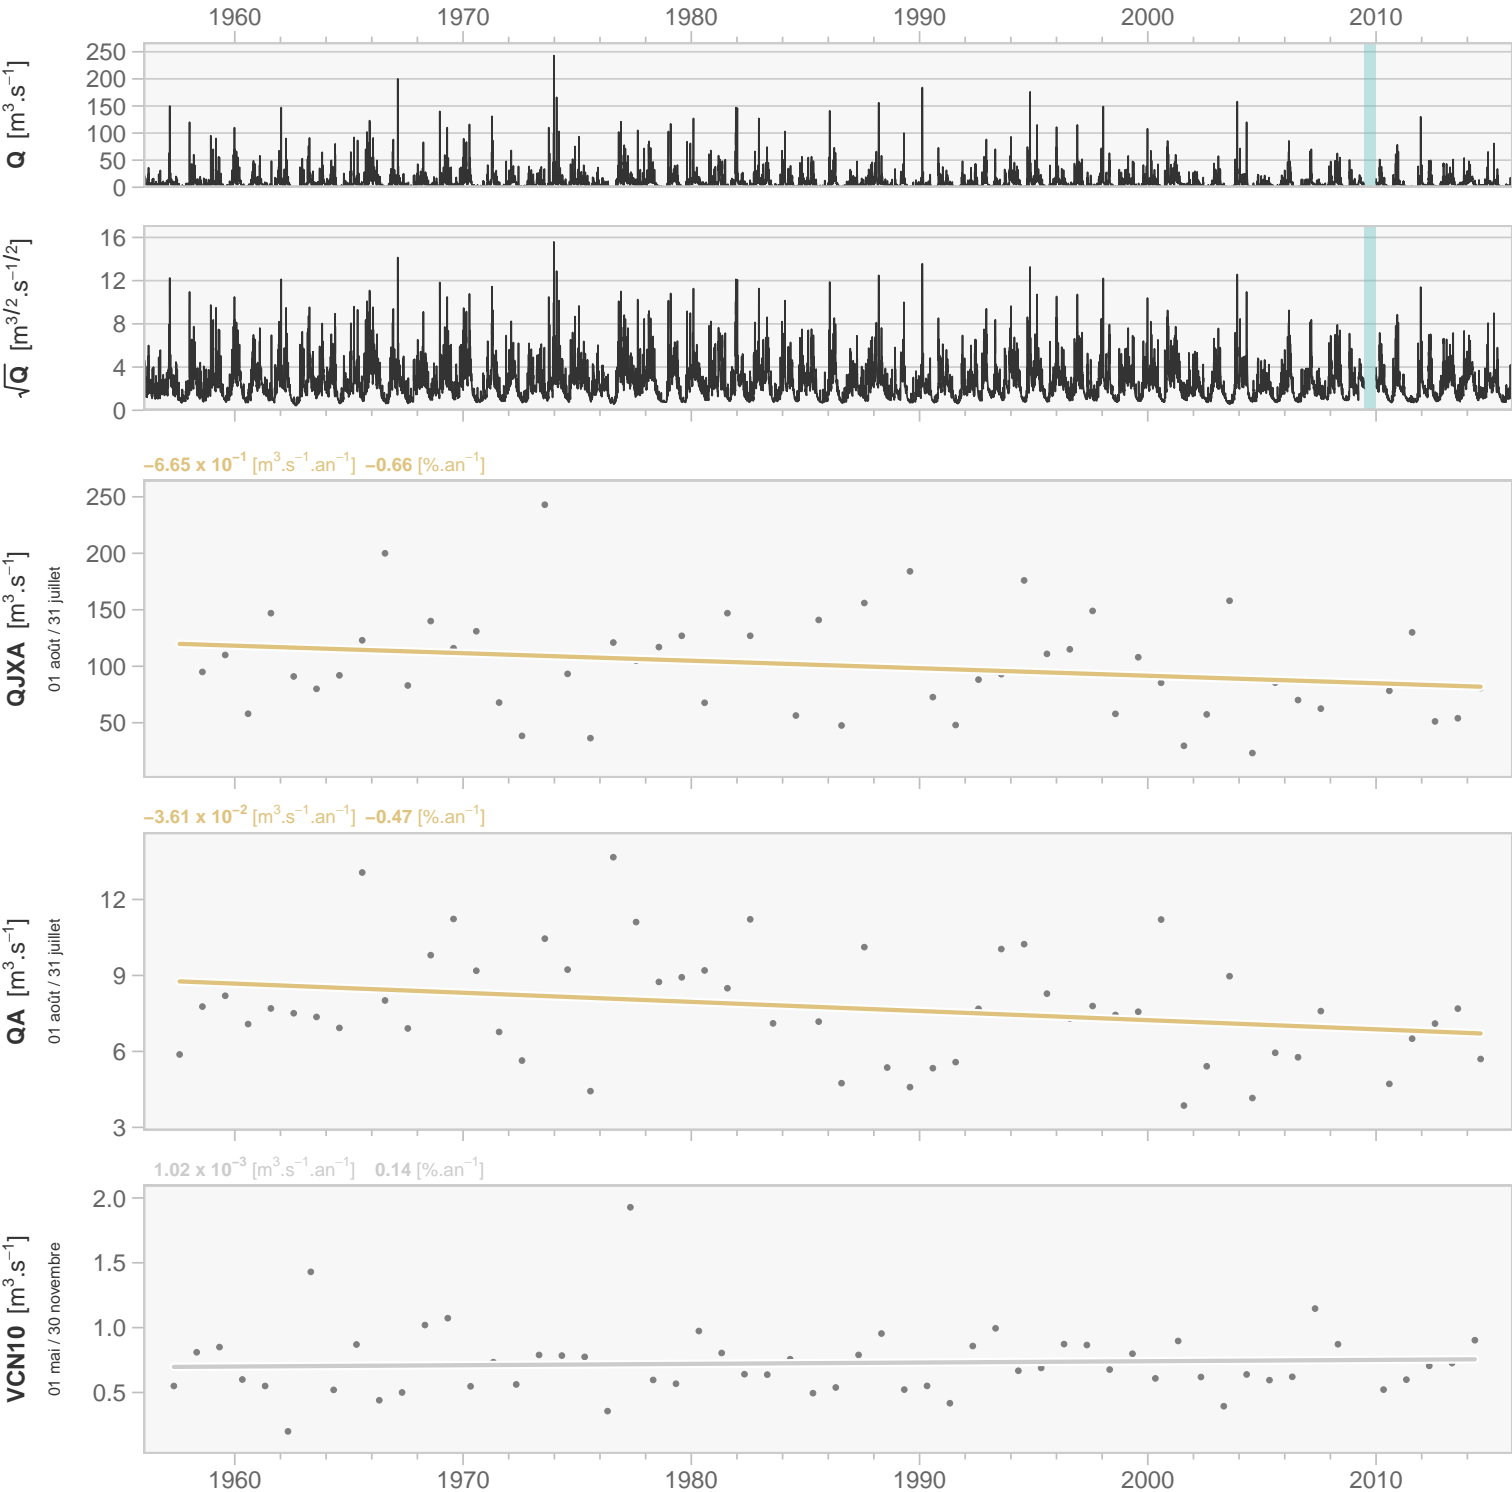 1960 1970 1980 1990 2000 2010
Q [m³.s⁻¹]
250
200
150
100
50
0
√Q [m³ᐟ².s⁻¹ᐟ²]
16
12
8
4
0
−6.65 x 10⁻¹ [m³.s⁻¹.an⁻¹] −0.66 [%.an⁻¹]
QJXA [m³.s⁻¹]
01 août / 31 juillet
250
200
150
100
50
−3.61 x 10⁻² [m³.s⁻¹.an⁻¹] −0.47 [%.an⁻¹]
QA [m³.s⁻¹]
01 août / 31 juillet
12
9
6
3
1.02 x 10⁻³ [m³.s⁻¹.an⁻¹] 0.14 [%.an⁻¹]
VCN10 [m³.s⁻¹]
01 mai / 30 novembre
2.0
1.5
1.0
0.5
1960 1970 1980 1990 2000 2010